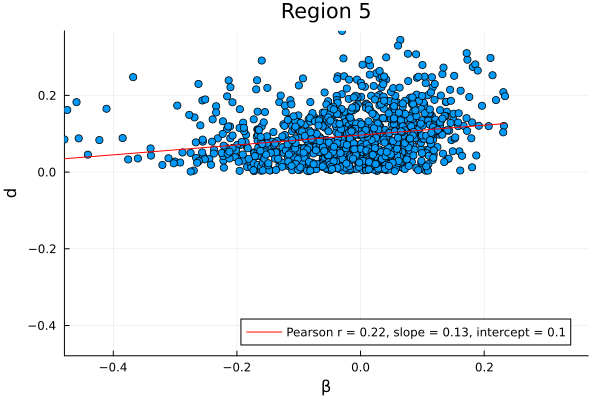 Region 5
d
0.2
0.0
−0.2
−0.4
Pearson r = 0.22, slope = 0.13, intercept = 0.1
−0.4 −0.2 0.0 0.2
β